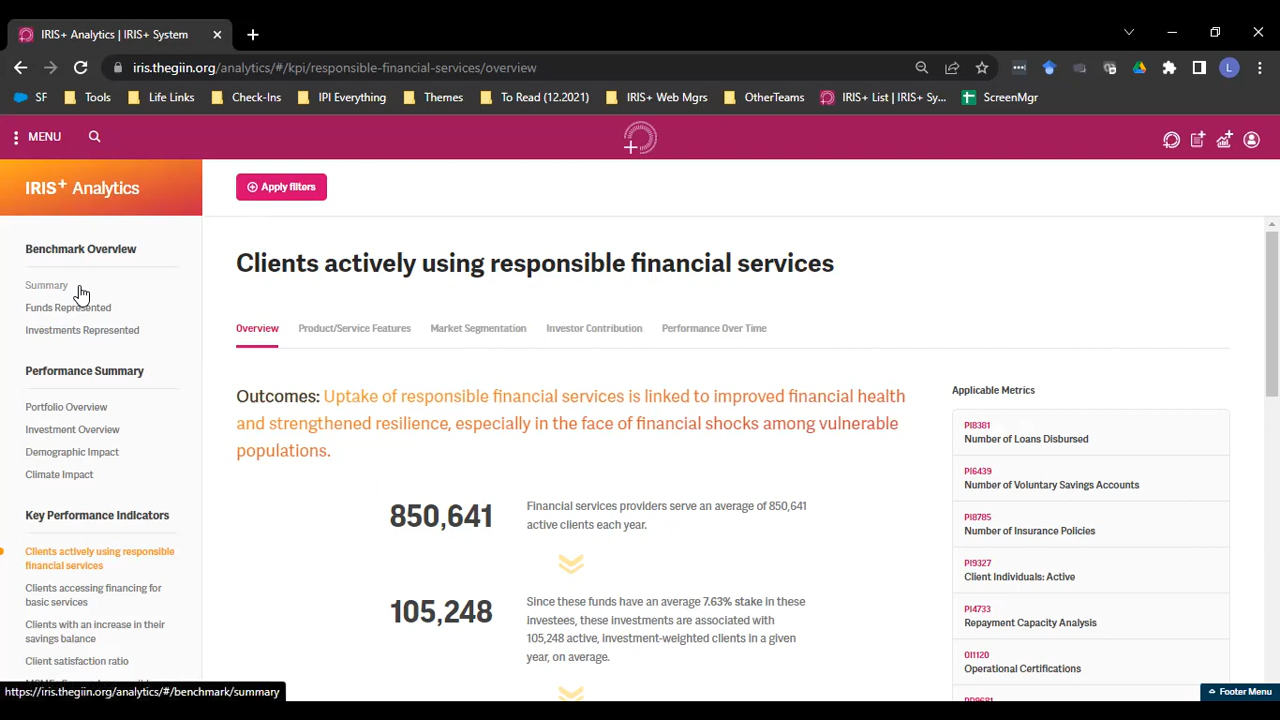 IRIS+ Analytics | IRIS+ System
iris.thegiin.org/analytics/#/kpi/responsible-financial-services/overview
L
SF
Tools
Life Links
Check-Ins
IPI Everything
Themes
To Read (12.2021)
IRIS+ Web Mgrs
OtherTeams
IRIS+ List | IRIS+ Sy...
ScreenMgr
MENU
IRIS+ Analytics
Apply filters
Benchmark Overview
Summary
Funds Represented
Investments Represented
Performance Summary
Portfolio Overview
Investment Overview
Demographic Impact
Climate Impact
Key Performance Indicators
Clients actively using responsible
financial services
Clients accessing financing for
basic services
Clients with an increase in their
savings balance
Client satisfaction ratio
https://iris.thegiin.org/analytics/#/benchmark/summary
Clients actively using responsible financial services
Overview
Product/Service Features
Market Segmentation
Investor Contribution
Performance Over Time
Outcomes: Uptake of responsible financial services is linked to improved financial health
and strengthened resilience, especially in the face of financial shocks among vulnerable
populations.
850,641
Financial services providers serve an average of 850,641
active clients each year.
105,248
Since these funds have an average 7.63% stake in these
investees, these investments are associated with
105,248 active, investment-weighted clients in a given
year, on average.
Applicable Metrics
PI8381
Number of Loans Disbursed
PI6439
Number of Voluntary Savings Accounts
PI8785
Number of Insurance Policies
PI9327
Client Individuals: Active
PI4733
Repayment Capacity Analysis
OI1120
Operational Certifications
Footer Menu